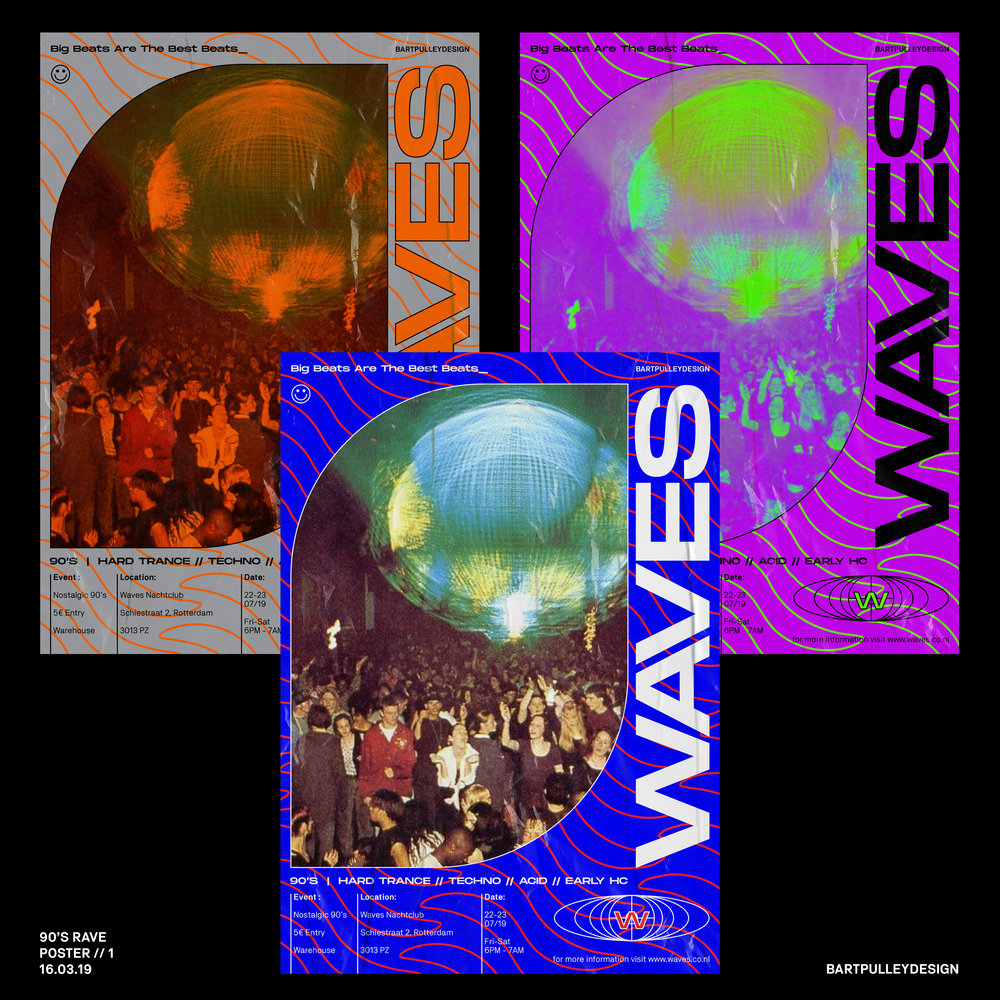 Big Beats Are The Best Beats_
BARTPULLEYDESIGN
AVES
90'S | HARD TRANCE // TECHNO //
Event :
Nostalgic 90's
5€ Entry
Warehouse
Location:
Waves Nachtclub
Schiestraat 2, Rotterdam
3013 PZ
Date:
22-23
07/19
Fri-Sat
6PM - 7AM
Big Beats Are The Best Beats_
BARTPULLEYDESIGN
WAVES
// ACID // EARLY HC
Date:
22-23
07/19
Fri-Sat
6PM - 7AM
W
for more information visit www.waves.co.nl
Big Beats Are The Best Beats_
BARTPULLEYDESIGN
WAVES
90'S | HARD TRANCE // TECHNO // ACID // EARLY HC
Event :
Nostalgic 90's
5€ Entry
Warehouse
Location:
Waves Nachtclub
Schiestraat 2, Rotterdam
3013 PZ
Date:
22-23
07/19
Fri-Sat
6PM - 7AM
W
for more information visit www.waves.co.nl
90'S RAVE
POSTER // 1
16.03.19
BARTPULLEYDESIGN